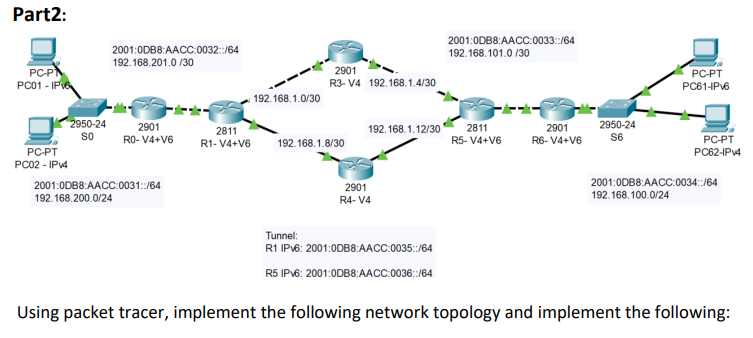 Part2:
2001:0DB8:AACC:0032::/64
192.168.201.0 /30
2001:0DB8:AACC:0033::/64
192.168.101.0 /30
PC-PT
PC01 - IPv6
2901
R3- V4
192.168.1.4/30
PC-PT
PC61-IPv6
192.168.1.0/30
2950-24
S0
2901
R0- V4+V6
2811
R1- V4+V6
192.168.1.8/30
192.168.1.12/30
2811
R5- V4+V6
2901
R6- V4+V6
2950-24
S6
PC-PT
PC02 - IPv4
PC-PT
PC62-IPv4
2001:0DB8:AACC:0031::/64
192.168.200.0/24
2901
R4- V4
2001:0DB8:AACC:0034::/64
192.168.100.0/24
Tunnel:
R1 IPv6: 2001:0DB8:AACC:0035::/64
R5 IPv6: 2001:0DB8:AACC:0036::/64
Using packet tracer, implement the following network topology and implement the following: